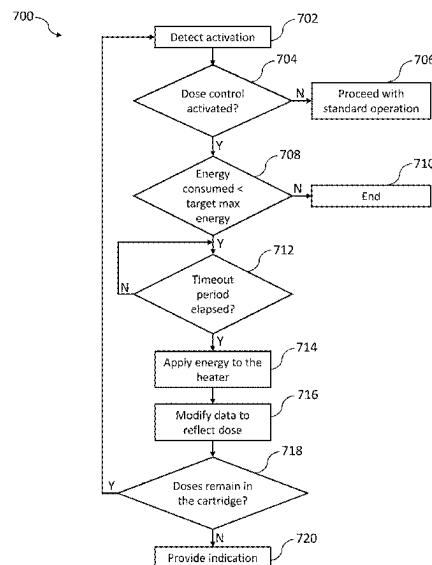 700
702
Detect activation
704
Dose control
activated?
N
706
Proceed with
standard operation
Y
708
Energy
consumed <
target max
energy
N
710
End
Y
712
Timeout
period
elapsed?
N
Y
714
Apply energy to the
heater
716
Modify data to
reflect dose
718
Doses remain in
the cartridge?
Y
N
720
Provide indication